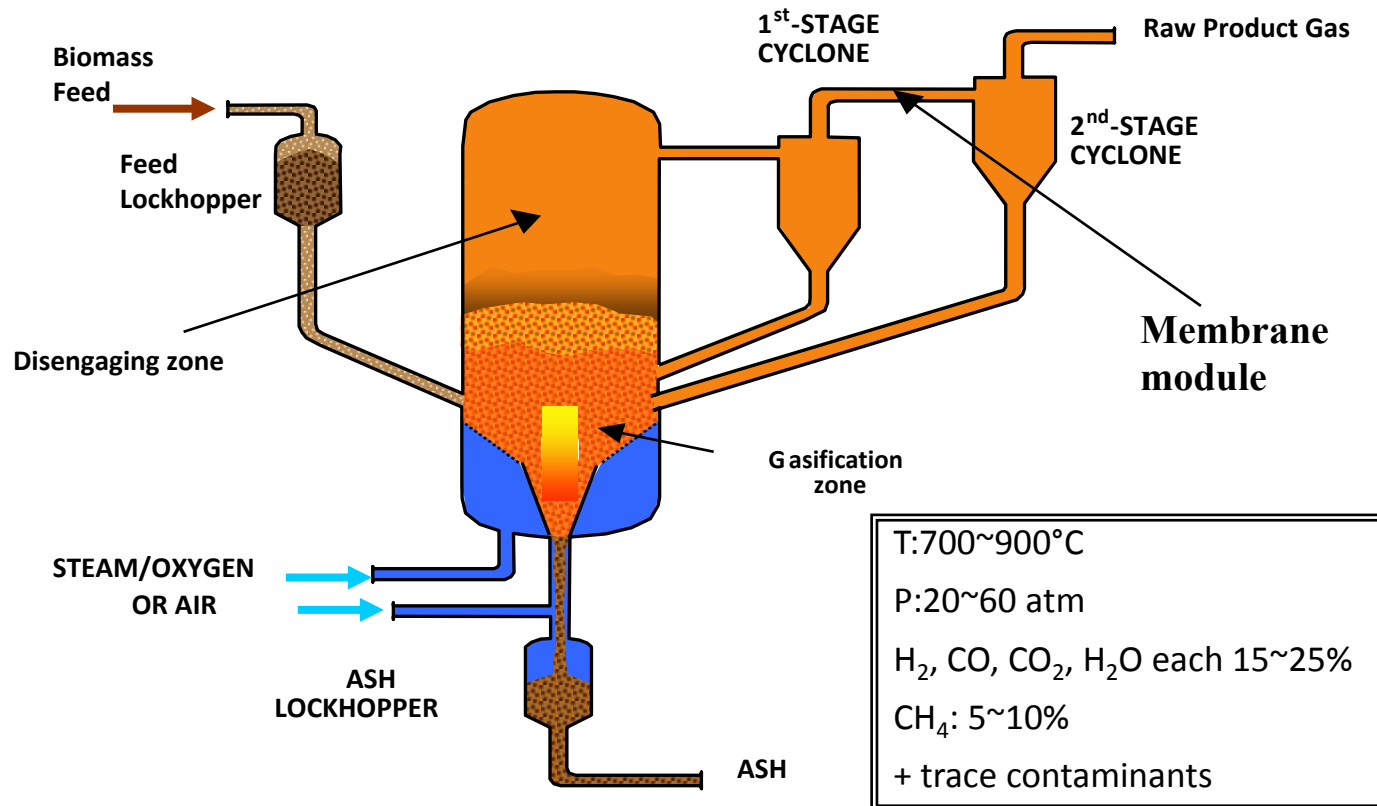 Biomass
Feed
Feed
Lockhopper
Disengaging zone
1st-STAGE
CYCLONE
Raw Product Gas
2nd-STAGE
CYCLONE
Membrane
module
Gasification
zone
STEAM/OXYGEN
OR AIR
ASH
LOCKHOPPER
ASH
T:700~900°C
P:20~60 atm
H2, CO, CO2, H2O each 15~25%
CH4: 5~10%
+ trace contaminants